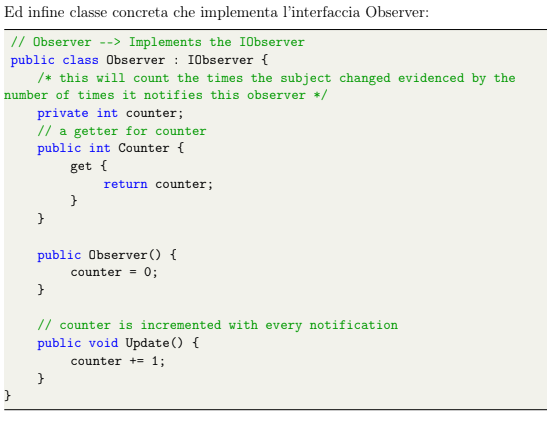 Ed infine classe concreta che implementa l'interfaccia Observer:
// Observer --> Implements the IObserver
public class Observer : IObserver {
/* this will count the times the subject changed evidenced by the
number of times it notifies this observer */
private int counter;
// a getter for counter
public int Counter {
get {
return counter;
}
}
public Observer() {
counter = 0;
}
// counter is incremented with every notification
public void Update() {
counter += 1;
}
}